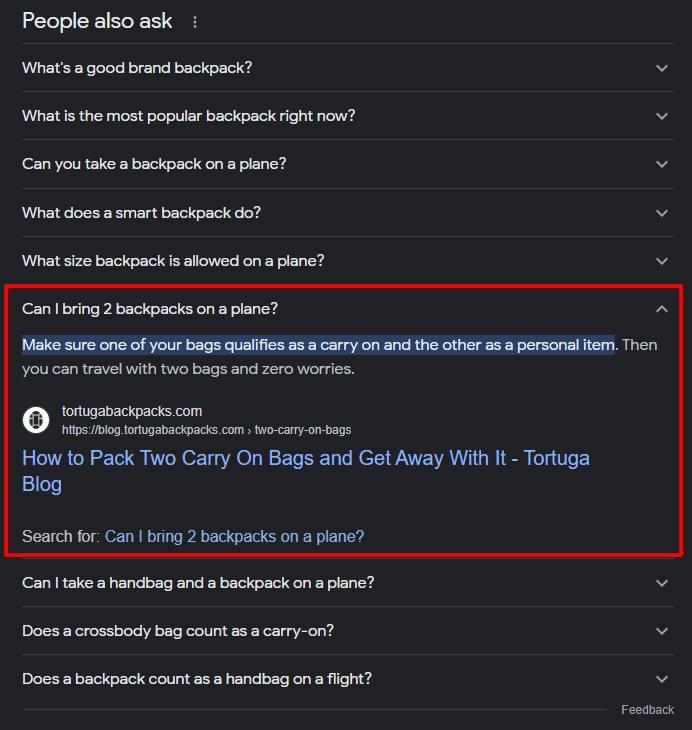 People also ask
What's a good brand backpack?
What is the most popular backpack right now?
Can you take a backpack on a plane?
What does a smart backpack do?
What size backpack is allowed on a plane?
Can I bring 2 backpacks on a plane?
Make sure one of your bags qualifies as a carry on and the other as a personal item. Then
you can travel with two bags and zero worries.
tortugabackpacks.com
https://blog.tortugabackpacks.com › two-carry-on-bags
How to Pack Two Carry On Bags and Get Away With It - Tortuga
Blog
Search for: Can I bring 2 backpacks on a plane?
Can I take a handbag and a backpack on a plane?
Does a crossbody bag count as a carry-on?
Does a backpack count as a handbag on a flight?
Feedback